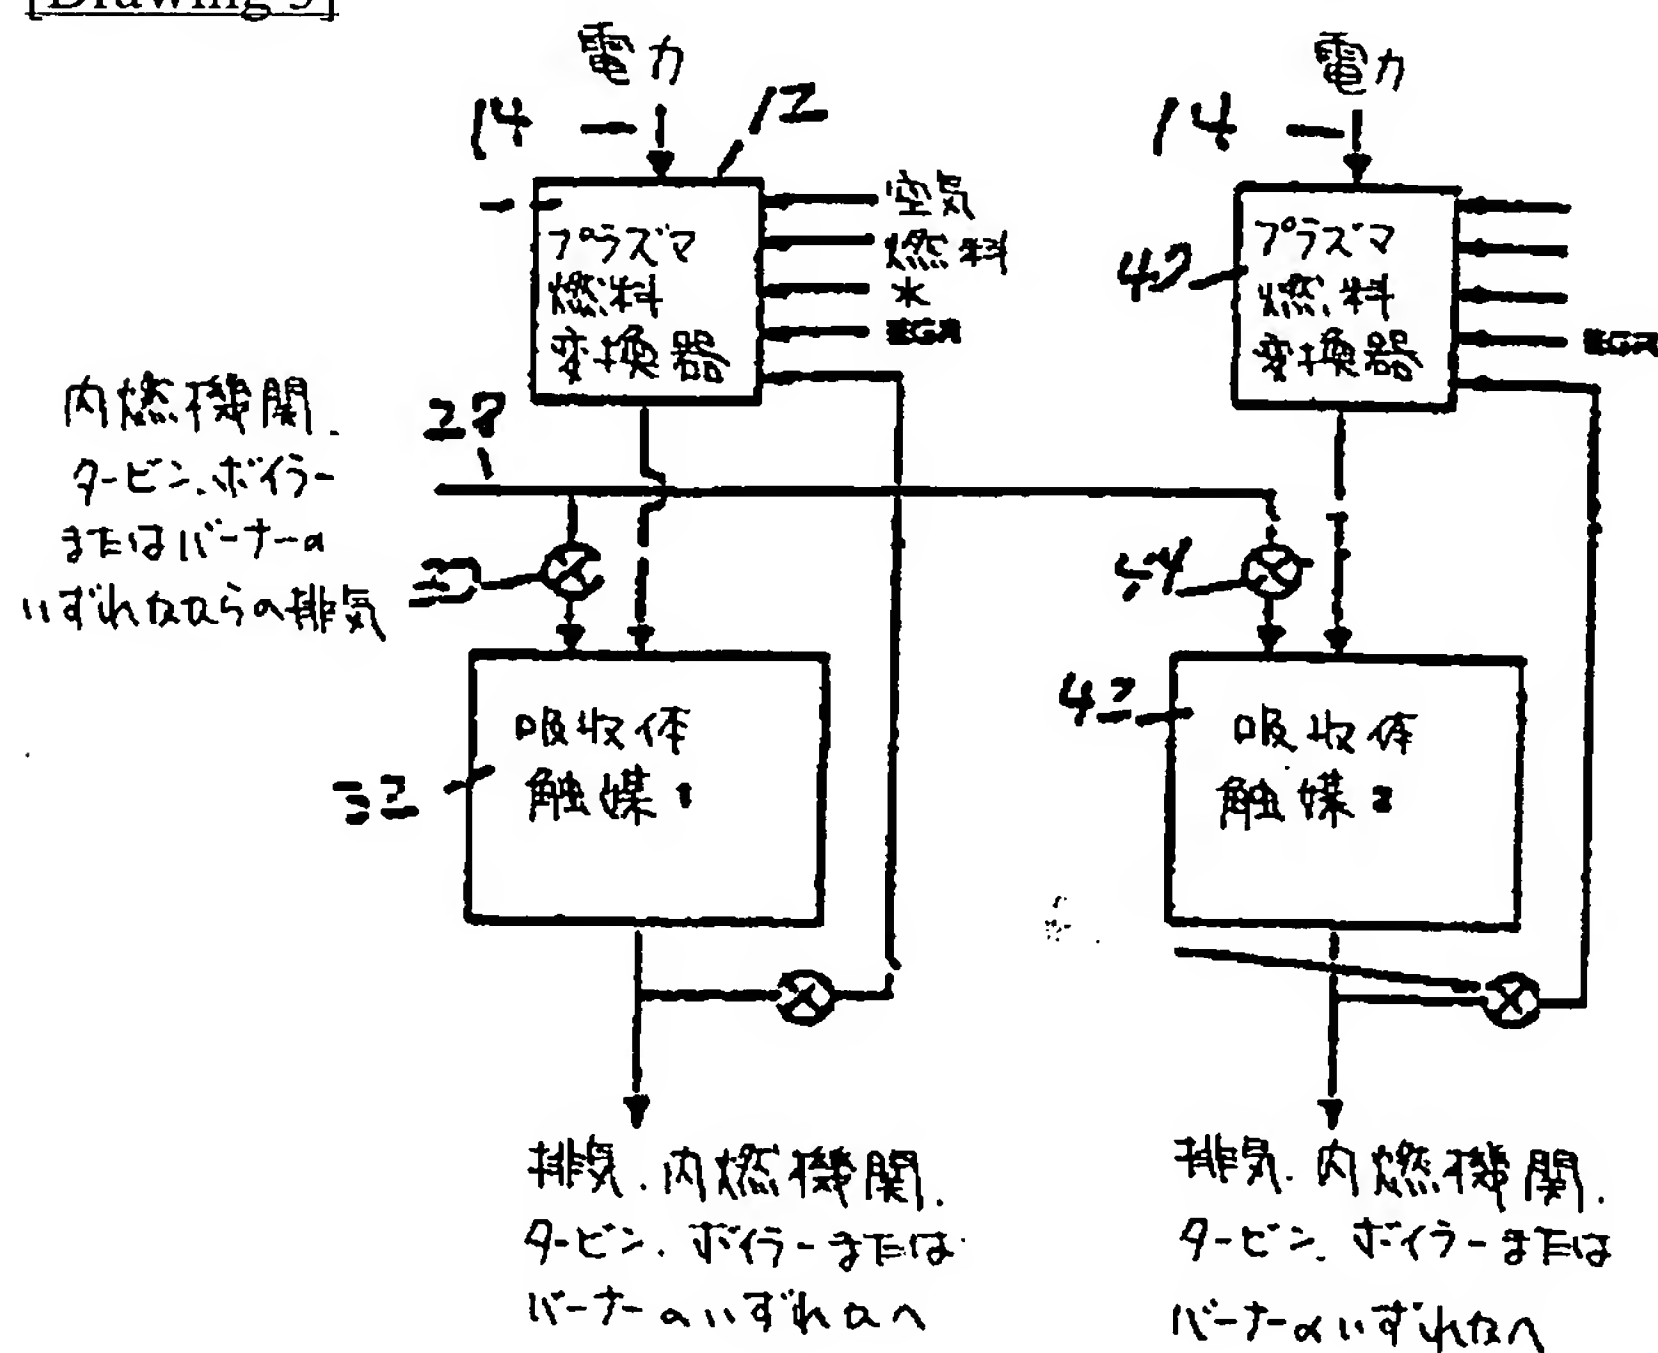 電力
電力
14
12
14
空気
燃料
水
EGR
プラズマ
燃料
変換器
プラズマ
燃料
変換器
EGR
内燃機関、
タービン、ボイラー
またはバーナーの
いずれかからの排気
54
吸収体
触媒1
32
42
吸収体
触媒2
排気、内燃機関、
タービン、ボイラーまたは
バーナーのいずれかへ
排気、内燃機関、
タービン、ボイラーまたは
バーナーのいずれかへ